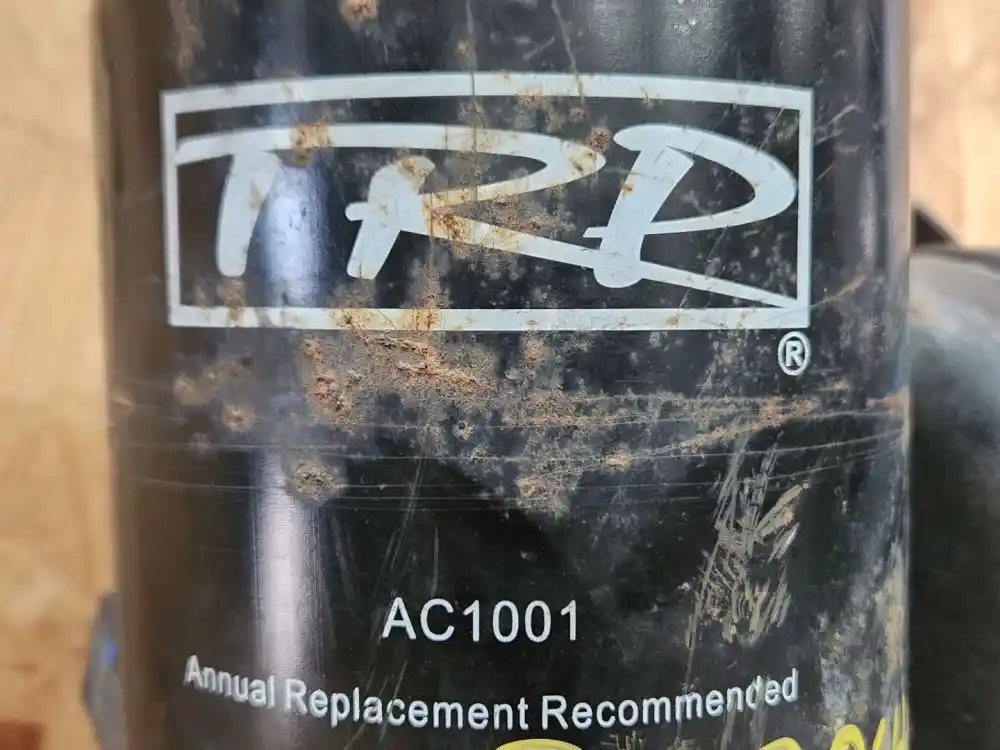 TRP
®
AC1001
Annual Replacement Recommended